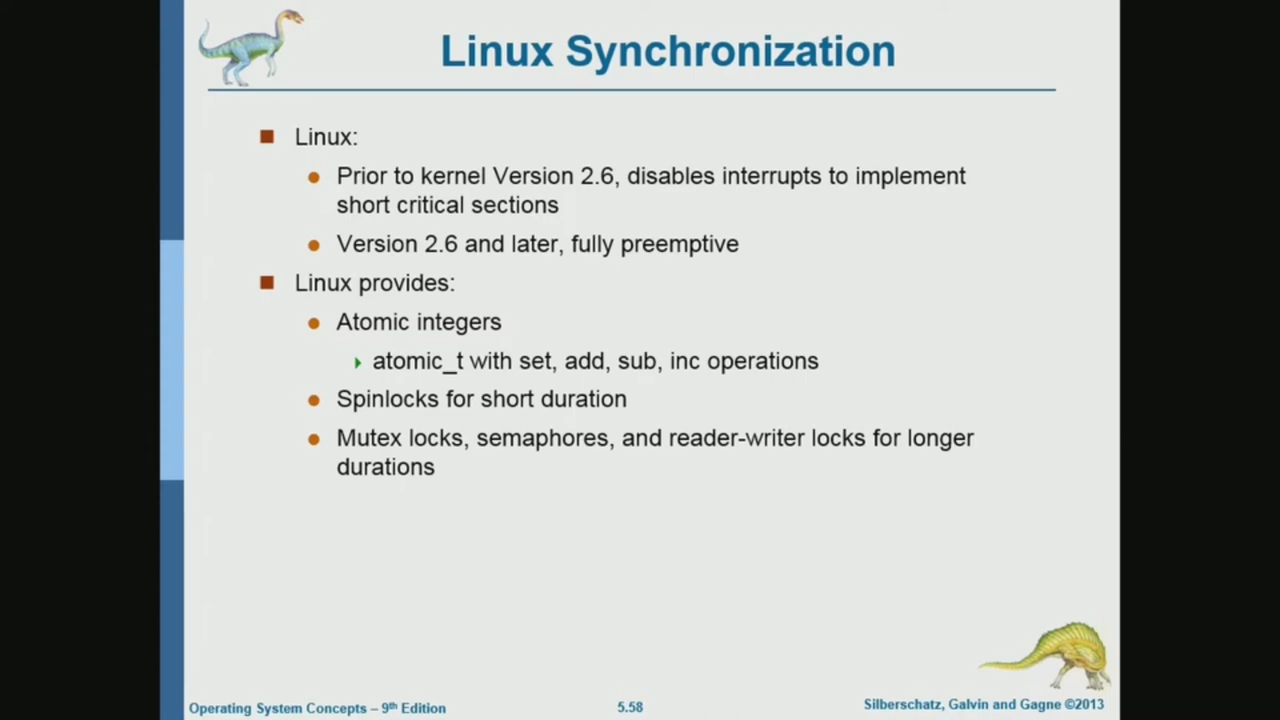 Linux Synchronization
Linux:
Prior to kernel Version 2.6, disables interrupts to implement
short critical sections
Version 2.6 and later, fully preemptive
Linux provides:
Atomic integers
atomic_t with set, add, sub, inc operations
Spinlocks for short duration
Mutex locks, semaphores, and reader-writer locks for longer
durations
Operating System Concepts – 9th Edition
5.58
Silberschatz, Galvin and Gagne ©2013